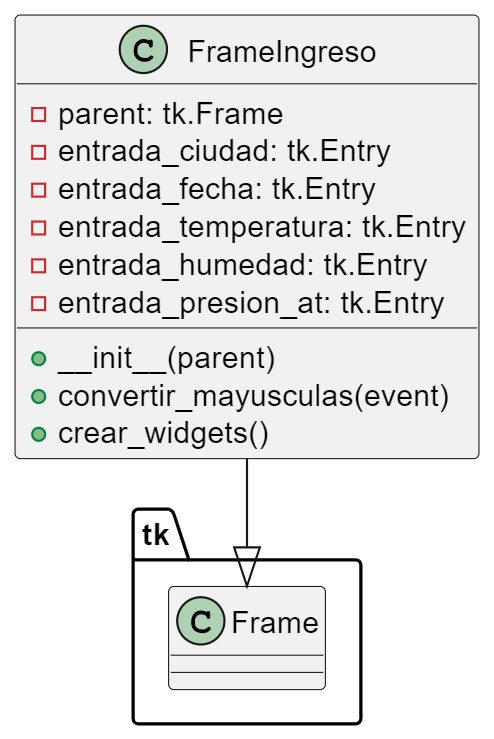 C FrameIngreso
parent: tk.Frame
entrada_ciudad: tk.Entry
entrada_fecha: tk.Entry
entrada_temperatura: tk.Entry
entrada_humedad: tk.Entry
entrada_presion_at: tk.Entry
__init__(parent)
convertir_mayusculas(event)
crear_widgets()
tk
C Frame